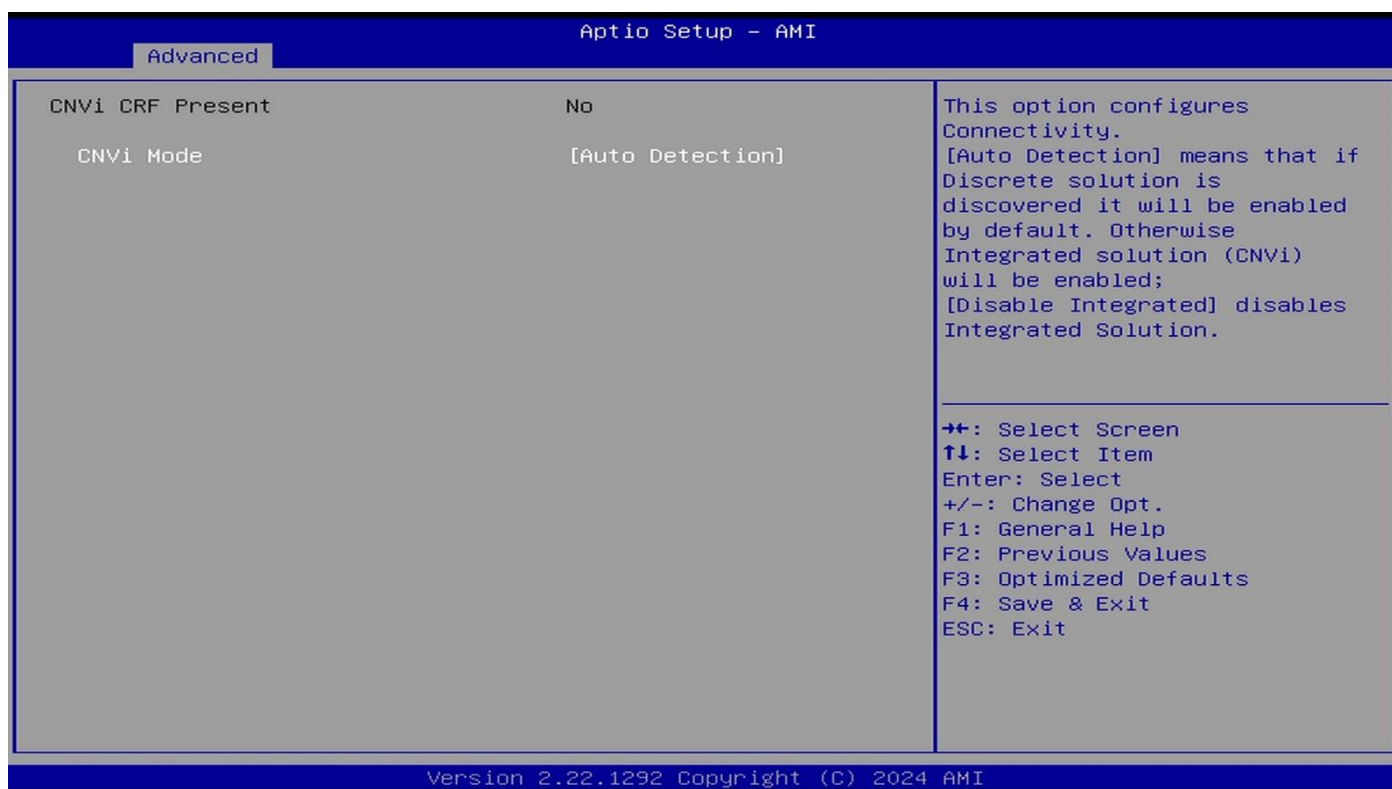 Aptio Setup – AMI
Advanced
CNVi CRF Present No
CNVi Mode [Auto Detection]
This option configures
Connectivity.
[Auto Detection] means that if
Discrete solution is
discovered it will be enabled
by default. Otherwise
Integrated solution (CNVi)
will be enabled;
[Disable Integrated] disables
Integrated Solution.
→←: Select Screen
↑↓: Select Item
Enter: Select
+/-: Change Opt.
F1: General Help
F2: Previous Values
F3: Optimized Defaults
F4: Save & Exit
ESC: Exit
Version 2.22.1292 Copyright (C) 2024 AMI